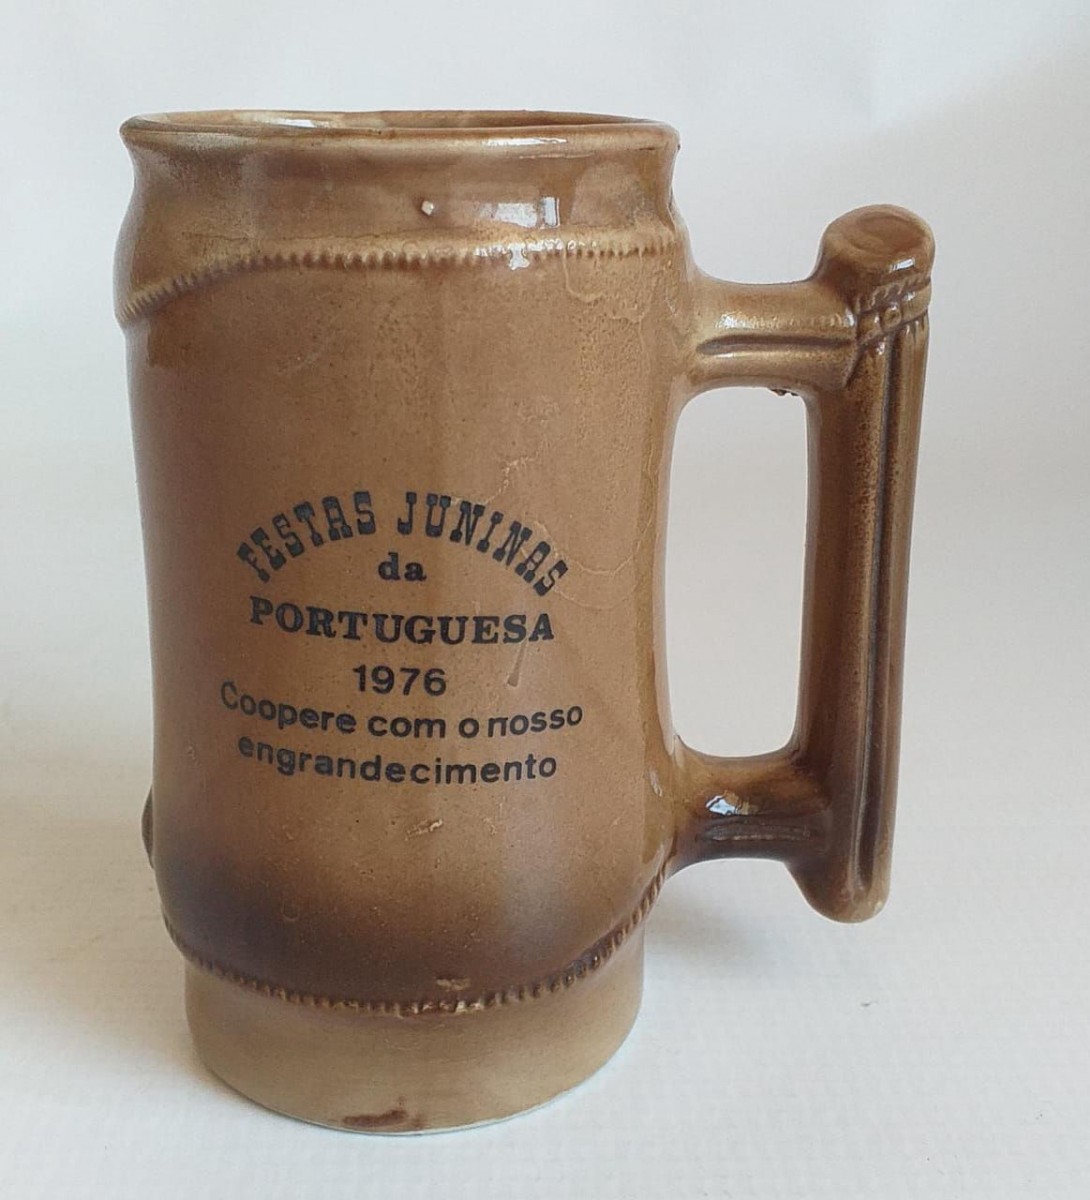 FESTAS JUNINAS
da
PORTUGUESA
1976
Coopere com o nosso
engrandecimento